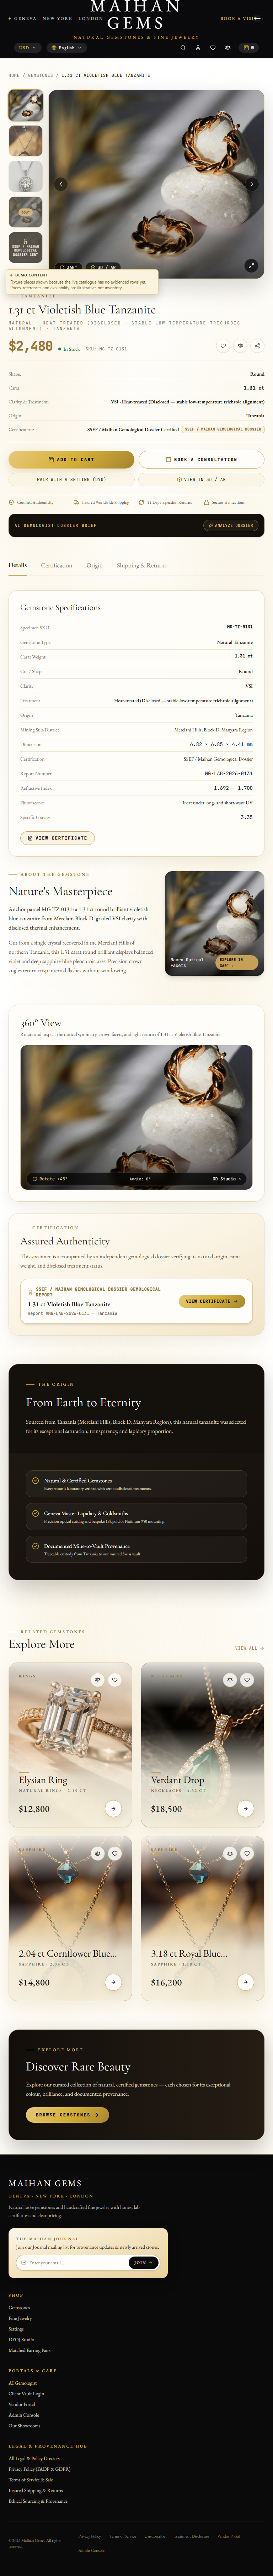 MAIHAN GEMS
GENEVA · NEW YORK · LONDON
BOOK A VISIT
NATURAL GEMSTONES & FINE JEWELRY
USD
English
HOME / GEMSTONES / 1.31 CT VIOLETISH BLUE TANZANITE
360°
SSEF / MAIHAN GEMOLOGICAL DOSSIER CERT
360°
3D / AR
DEMO CONTENT
Fixture pieces shown because the live catalogue has no endorsed rows yet. Prices, references and availability are illustrative, not inventory.
TANZANITE
1.31 ct Violetish Blue Tanzanite
NATURAL · HEAT-TREATED (DISCLOSED — STABLE LOW-TEMPERATURE TRICHROIC ALIGNMENT) · TANZANIA
$2,480
In Stock
SKU: MG-TZ-0131
Shape: Round
Carat: 1.31 ct
Clarity & Treatment: VSI · Heat-treated (Disclosed — stable low-temperature trichroic alignment)
Origin: Tanzania
Certification: SSEF / Maihan Gemological Dossier Certified SSEF / MAIHAN GEMOLOGICAL DOSSIER
ADD TO CART
BOOK A CONSULTATION
PAIR WITH A SETTING (DYO)
VIEW IN 3D / AR
Certified Authenticity
Insured Worldwide Shipping
14-Day Inspection Returns
Secure Transactions
AI GEMOLOGIST DOSSIER BRIEF
ANALYZE DOSSIER
Details
Certification
Origin
Shipping & Returns
Gemstone Specifications
Specimen SKU MG-TZ-0131
Gemstone Type Natural Tanzanite
Carat Weight 1.31 ct
Cut / Shape Round
Clarity VSI
Treatment Heat-treated (Disclosed — stable low-temperature trichroic alignment)
Origin Tanzania
Mining Sub-District Merelani Hills, Block D, Manyara Region
Dimensions 6.82 × 6.85 × 4.41 mm
Certification SSEF / Maihan Gemological Dossier
Report Number MG-LAB-2026-0131
Refractive Index 1.692 – 1.700
Fluorescence Inert under long- and short-wave UV
Specific Gravity 3.35
VIEW CERTIFICATE
ABOUT THE GEMSTONE
Nature's Masterpiece
Anchor parcel MG-TZ-0131: a 1.31 ct round brilliant violetish blue tanzanite from Merelani Block D, graded VSI clarity with disclosed thermal enhancement.
Cut from a single crystal recovered in the Merelani Hills of northern Tanzania, this 1.31 carat round brilliant displays balanced violet and deep sapphire-blue pleochroic axes. Precision crown angles return crisp internal flashes without windowing.
Macro Optical Facets
EXPLORE IN 360°
360° View
Rotate and inspect the optical symmetry, crown facets, and light return of 1.31 ct Violetish Blue Tanzanite.
Rotate +45°
Angle: 0°
3D Studio
CERTIFICATION
Assured Authenticity
This specimen is accompanied by an independent gemological dossier verifying its natural origin, carat weight, and disclosed treatment status.
SSEF / MAIHAN GEMOLOGICAL DOSSIER GEMOLOGICAL REPORT
1.31 ct Violetish Blue Tanzanite
Report #MG-LAB-2026-0131 · Tanzania
VIEW CERTIFICATE
THE ORIGIN
From Earth to Eternity
Sourced from Tanzania (Merelani Hills, Block D, Manyara Region), this natural tanzanite was selected for its exceptional saturation, transparency, and lapidary proportion.
Natural & Certified Gemstones
Every stone is laboratory verified with zero undisclosed treatments.
Geneva Master Lapidary & Goldsmiths
Precision optical cutting and bespoke 18k gold or Platinum 950 mounting.
Documented Mine-to-Vault Provenance
Traceable custody from Tanzania to our insured Swiss vault.
RELATED GEMSTONES
Explore More
VIEW ALL
RINGS
Elysian Ring
$12,800
NECKLACES
Verdant Drop
$18,500
SAPPHIRE
2.04 ct Cornflower Blue...
$14,800
SAPPHIRE
3.18 ct Royal Blue...
$16,200
EXPLORE MORE
Discover Rare Beauty
Explore our curated collection of natural, certified gemstones — each chosen for its exceptional colour, brilliance, and documented provenance.
BROWSE GEMSTONES
MAIHAN GEMS
GENEVA · NEW YORK · LONDON
Natural loose gemstones and handcrafted fine jewelry with honest lab certificates and clear pricing.
THE MAIHAN JOURNAL
Join our Journal mailing list for provenance updates & newly arrived stones.
Enter your email...
JOIN
SHOP
Gemstones
Fine Jewelry
Settings
DYOJ Studio
Matched Earring Pairs
PORTALS & CARE
AI Gemologist
Client Vault Login
Vendor Portal
Admin Console
Our Showrooms
LEGAL & PROVENANCE HUB
All Legal & Policy Dossiers
Privacy Policy (FADP & GDPR)
Terms of Service & Sale
Insured Shipping & Returns
Ethical Sourcing & Provenance
© 2026 Maihan Gems. All rights reserved.
Privacy Policy
Terms of Service
Unsubscribe
Treatment Disclosure
Vendor Portal
Admin Console